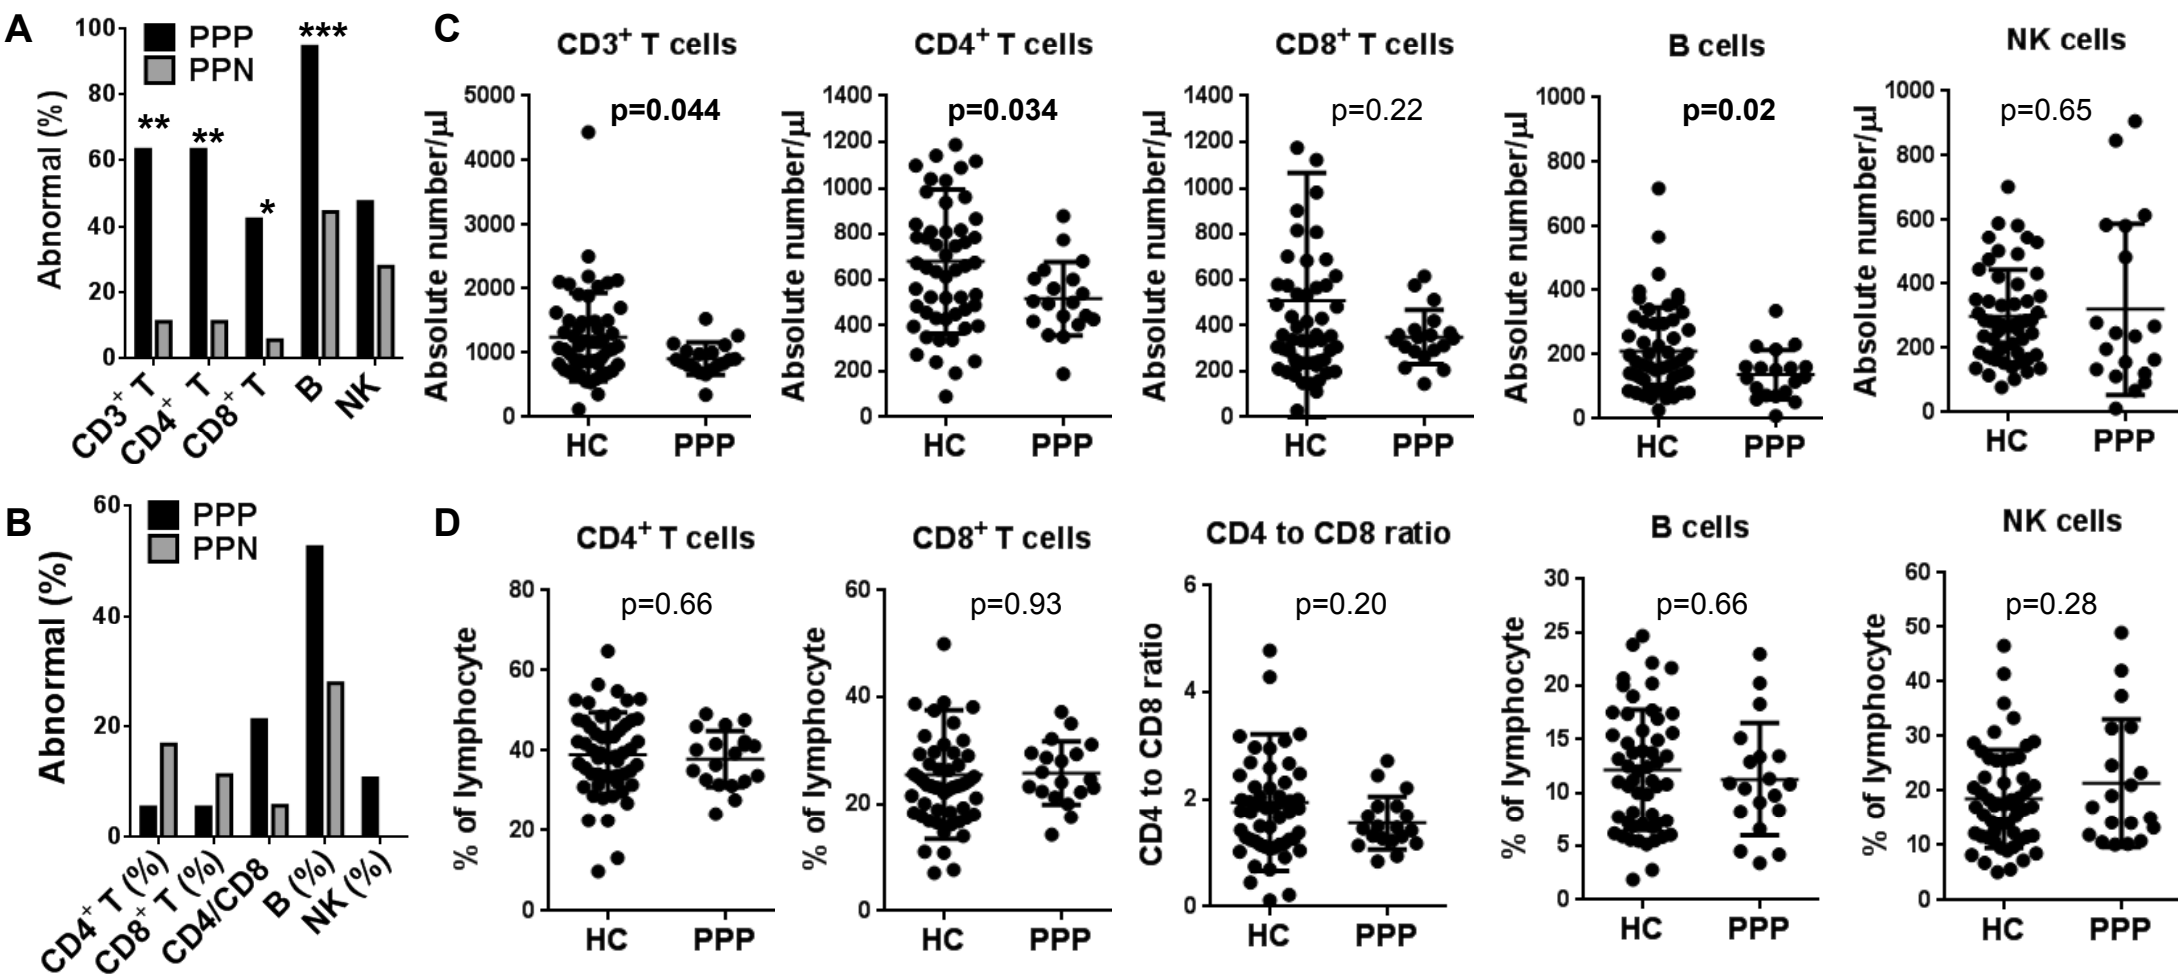 A
100
80
60
40
20
0
Abnormal (%)
PPP
PPN
**
**
*
***
CD3⁺ T
CD4⁺ T
CD8⁺ T
B
NK
C
CD3⁺ T cells
p=0.044
Absolute number/µl
5000
4000
3000
2000
1000
0
HC
PPP
CD4⁺ T cells
p=0.034
Absolute number/µl
1400
1200
1000
800
600
400
200
0
HC
PPP
CD8⁺ T cells
p=0.22
Absolute number/µl
1400
1200
1000
800
600
400
200
0
HC
PPP
B cells
p=0.02
Absolute number/µl
1000
800
600
400
200
0
HC
PPP
NK cells
p=0.65
Absolute number/µl
1000
800
600
400
200
0
HC
PPP
B
60
40
20
0
Abnormal (%)
PPP
PPN
CD4⁺ T (%)
CD8⁺ T (%)
CD4/CD8
B (%)
NK (%)
D
CD4⁺ T cells
p=0.66
% of lymphocyte
80
60
40
20
0
HC
PPP
CD8⁺ T cells
p=0.93
% of lymphocyte
60
40
20
0
HC
PPP
CD4 to CD8 ratio
p=0.20
CD4 to CD8 ratio
6
4
2
0
HC
PPP
B cells
p=0.66
% of lymphocyte
30
25
20
15
10
5
0
HC
PPP
NK cells
p=0.28
% of lymphocyte
60
50
40
30
20
10
0
HC
PPP